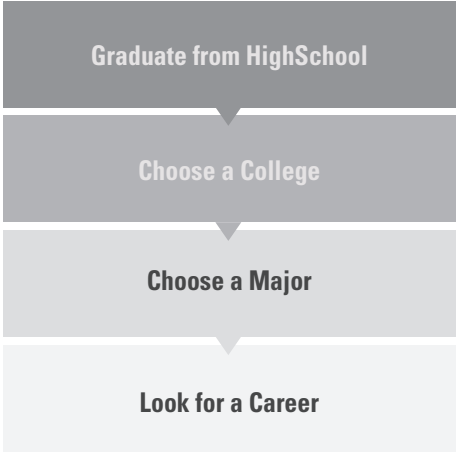 Graduate from HighSchool
Choose a College
Choose a Major
Look for a Career